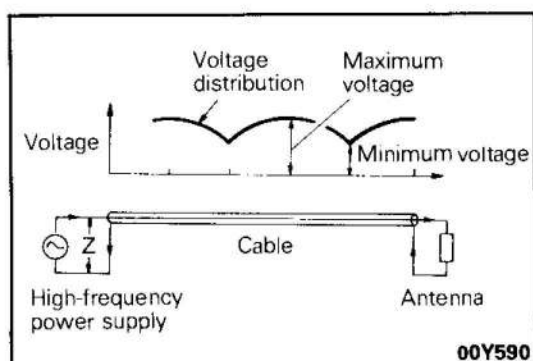 Voltage
distribution
Maximum
voltage
Voltage
Minimum voltage
Z
Cable
High-frequency
power supply
Antenna
00Y590